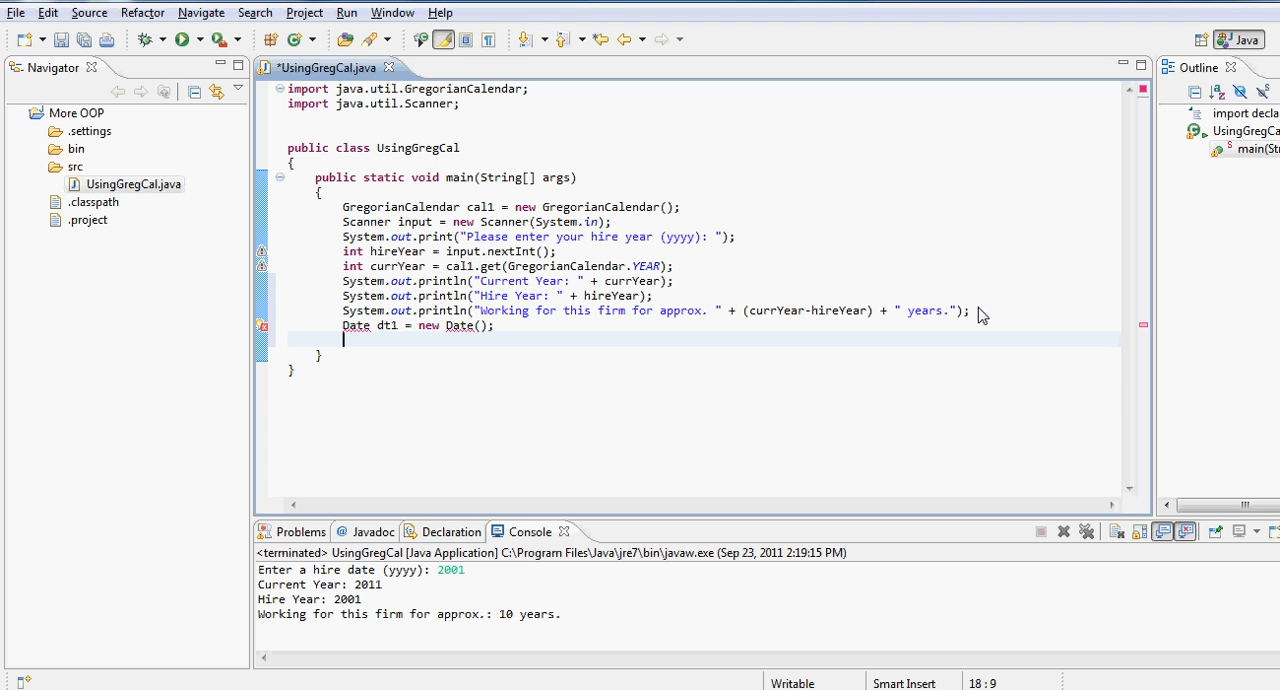 File Edit Source Refactor Navigate Search Project Run Window Help
Java
Navigator
*UsingGregCal.java
Outline
More OOP
.settings
bin
src
UsingGregCal.java
.classpath
.project
import java.util.GregorianCalendar;
import java.util.Scanner;
public class UsingGregCal
{
public static void main(String[] args)
{
GregorianCalendar cal1 = new GregorianCalendar();
Scanner input = new Scanner(System.in);
System.out.print("Please enter your hire year (yyyy): ");
int hireYear = input.nextInt();
int currYear = cal1.get(GregorianCalendar.YEAR);
System.out.println("Current Year: " + currYear);
System.out.println("Hire Year: " + hireYear);
System.out.println("Working for this firm for approx. " + (currYear-hireYear) + " years.");
Date dt1 = new Date();
}
}
import decla
UsingGregCa
main(Str
Problems @ Javadoc Declaration Console
<terminated> UsingGregCal [Java Application] C:\Program Files\Java\jre7\bin\javaw.exe (Sep 23, 2011 2:19:15 PM)
Enter a hire date (yyyy): 2001
Current Year: 2011
Hire Year: 2001
Working for this firm for approx.: 10 years.
Writable Smart Insert 18 : 9